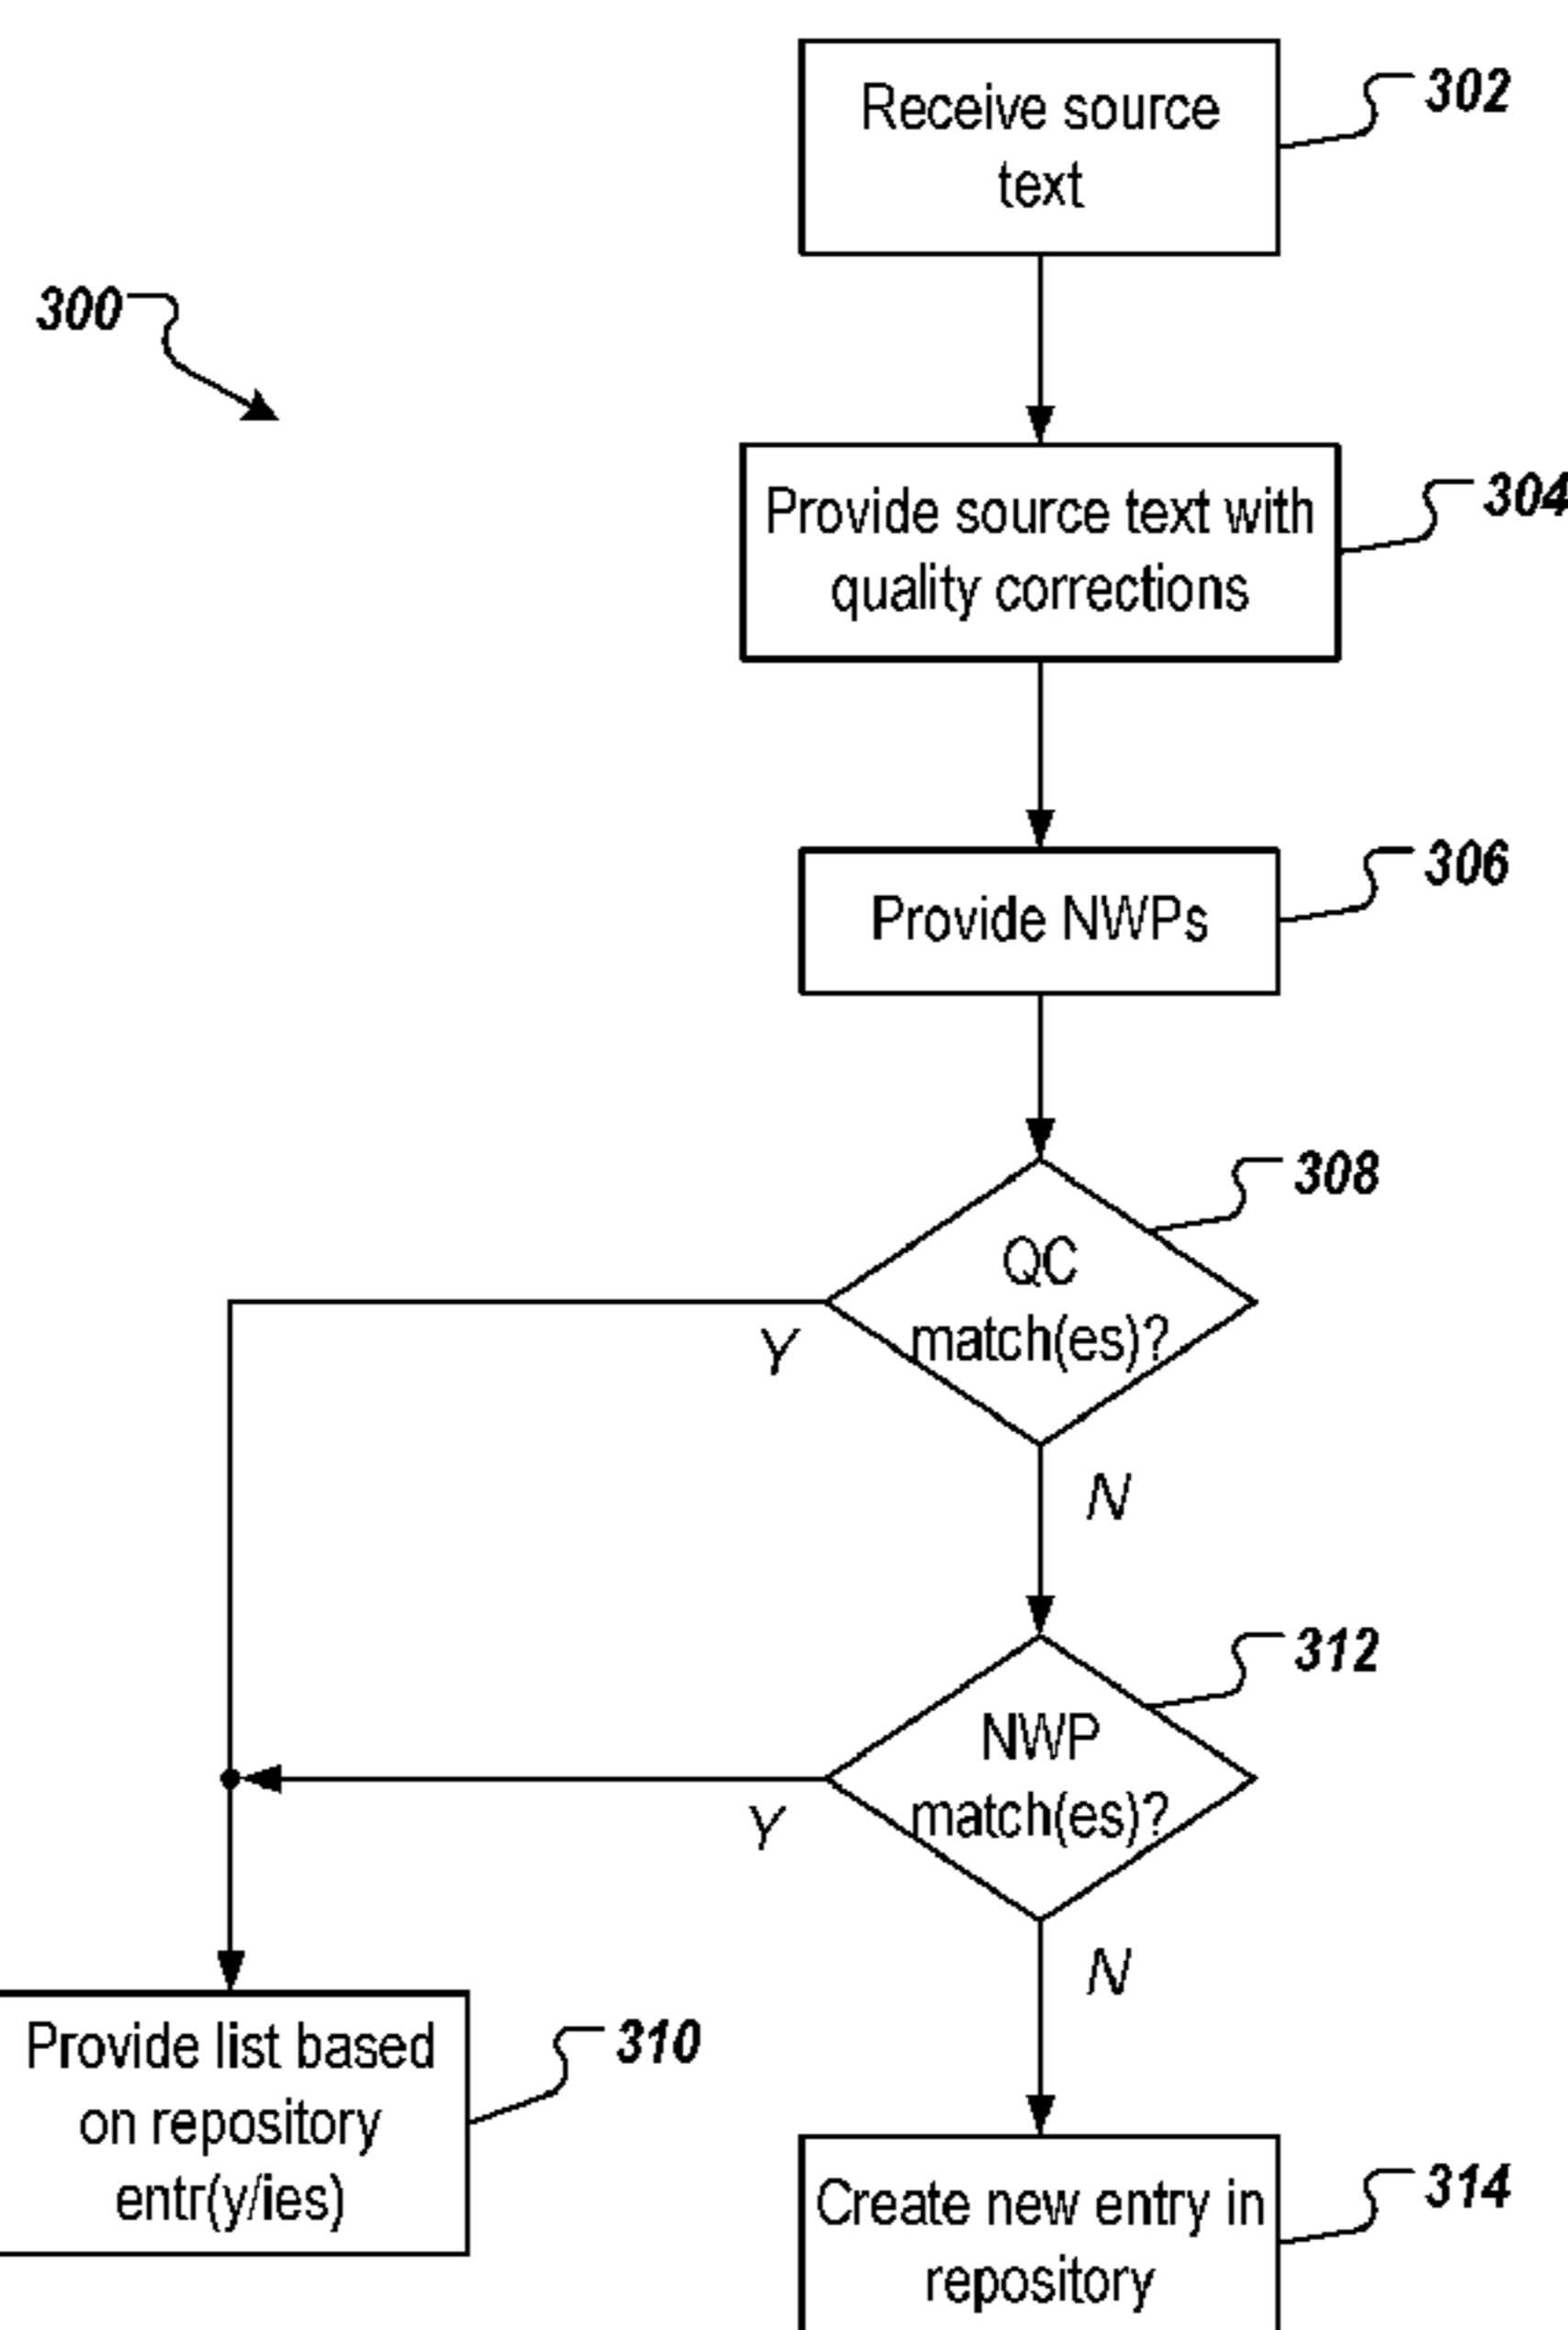 Receive source
text
302
300
Provide source text with
quality corrections
304
Provide NWPs
306
QC
match(es)?
308
Y
N
NWP
match(es)?
312
Y
N
Provide list based
on repository
entr(y/ies)
310
Create new entry in
repository
314